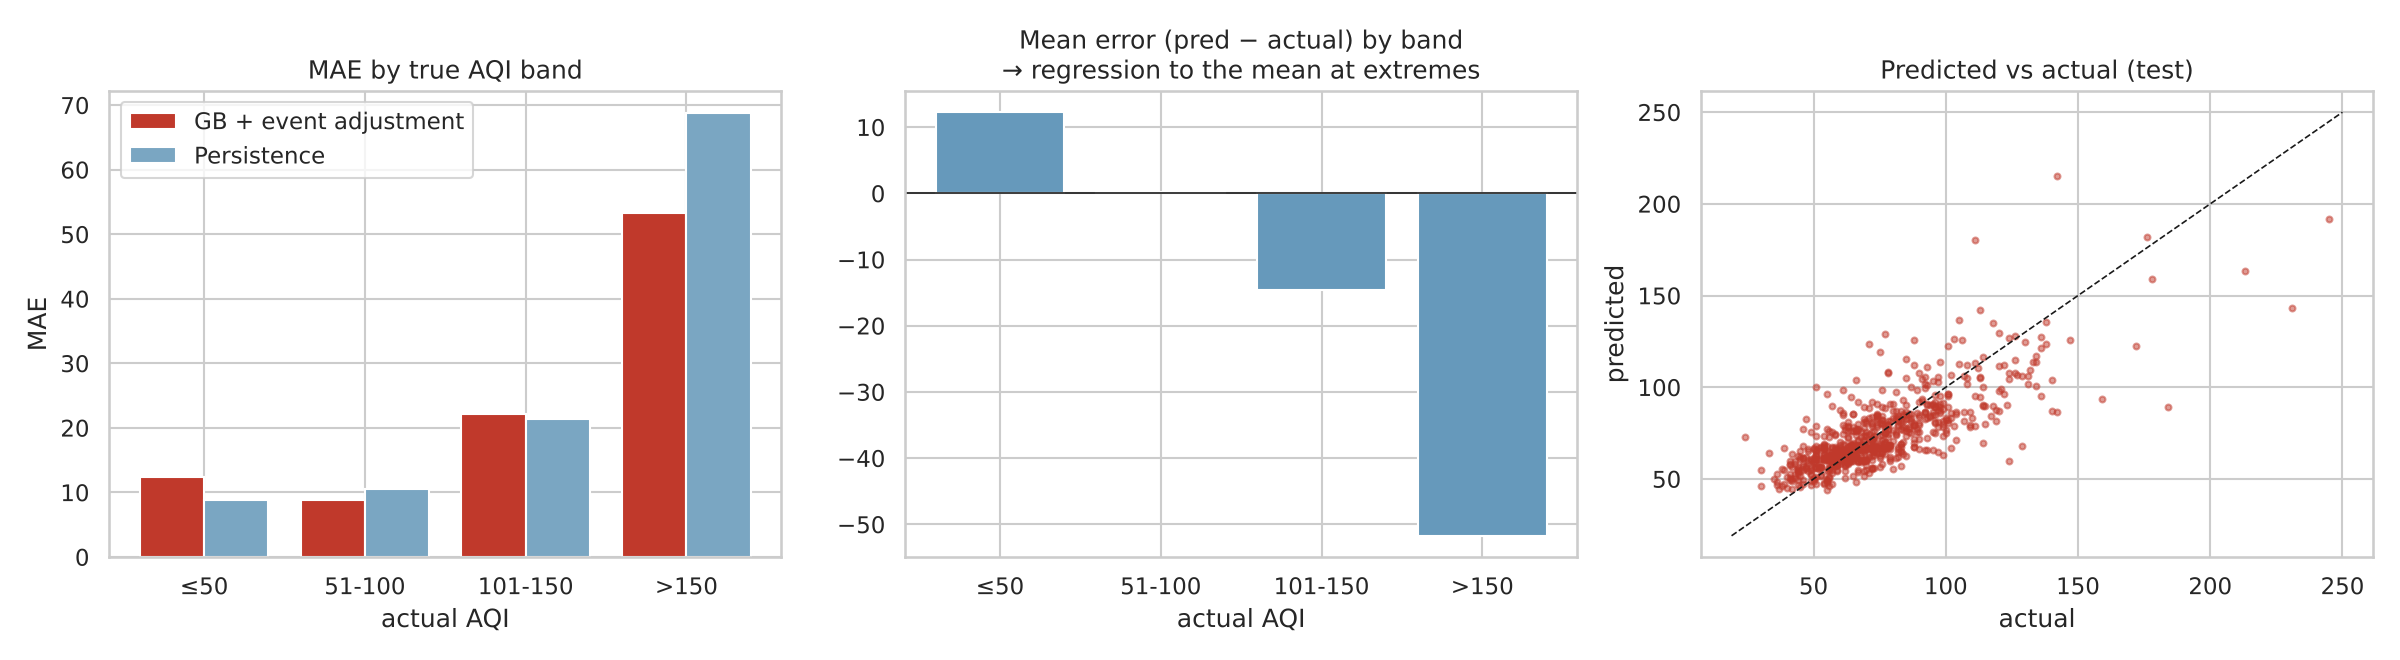 MAE by true AQI band
GB + event adjustment
Persistence
70
60
50
40
30
20
10
0
MAE
≤50 51-100 101-150 >150
actual AQI
Mean error (pred − actual) by band
→ regression to the mean at extremes
10
0
−10
−20
−30
−40
−50
≤50 51-100 101-150 >150
actual AQI
Predicted vs actual (test)
250
200
150
100
50
predicted
50 100 150 200 250
actual